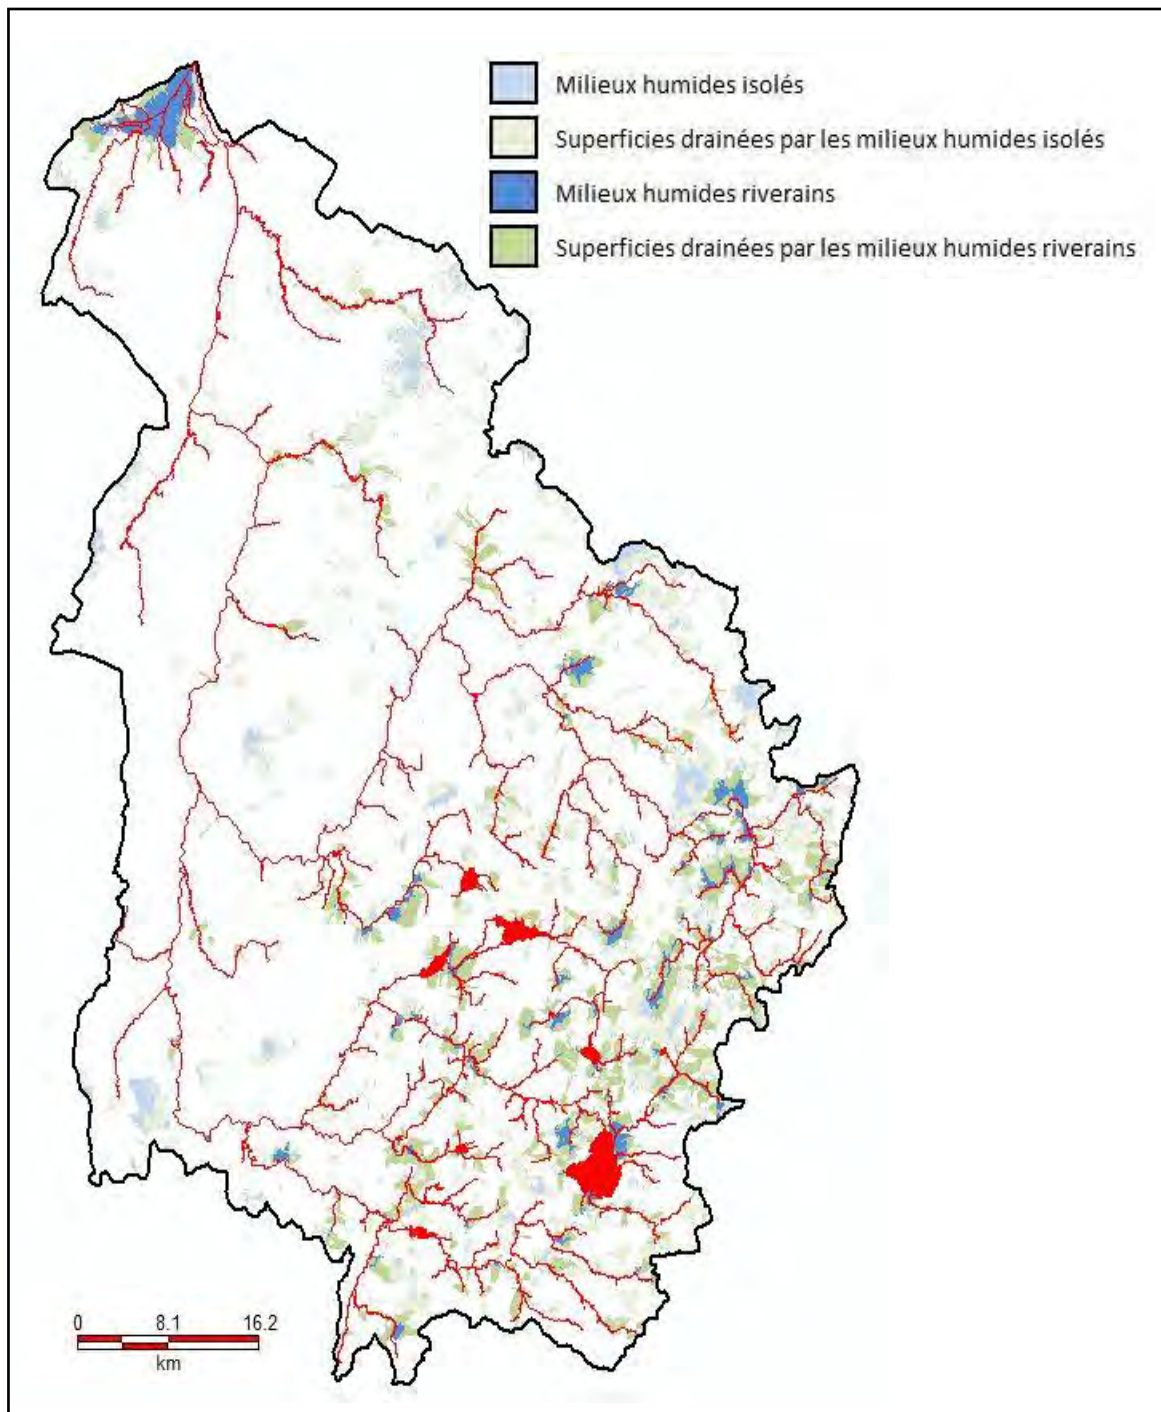 Milieux humides isolés
Superficies drainées par les milieux humides isolés
Milieux humides riverains
Superficies drainées par les milieux humides riverains
0 8.1 16.2
km